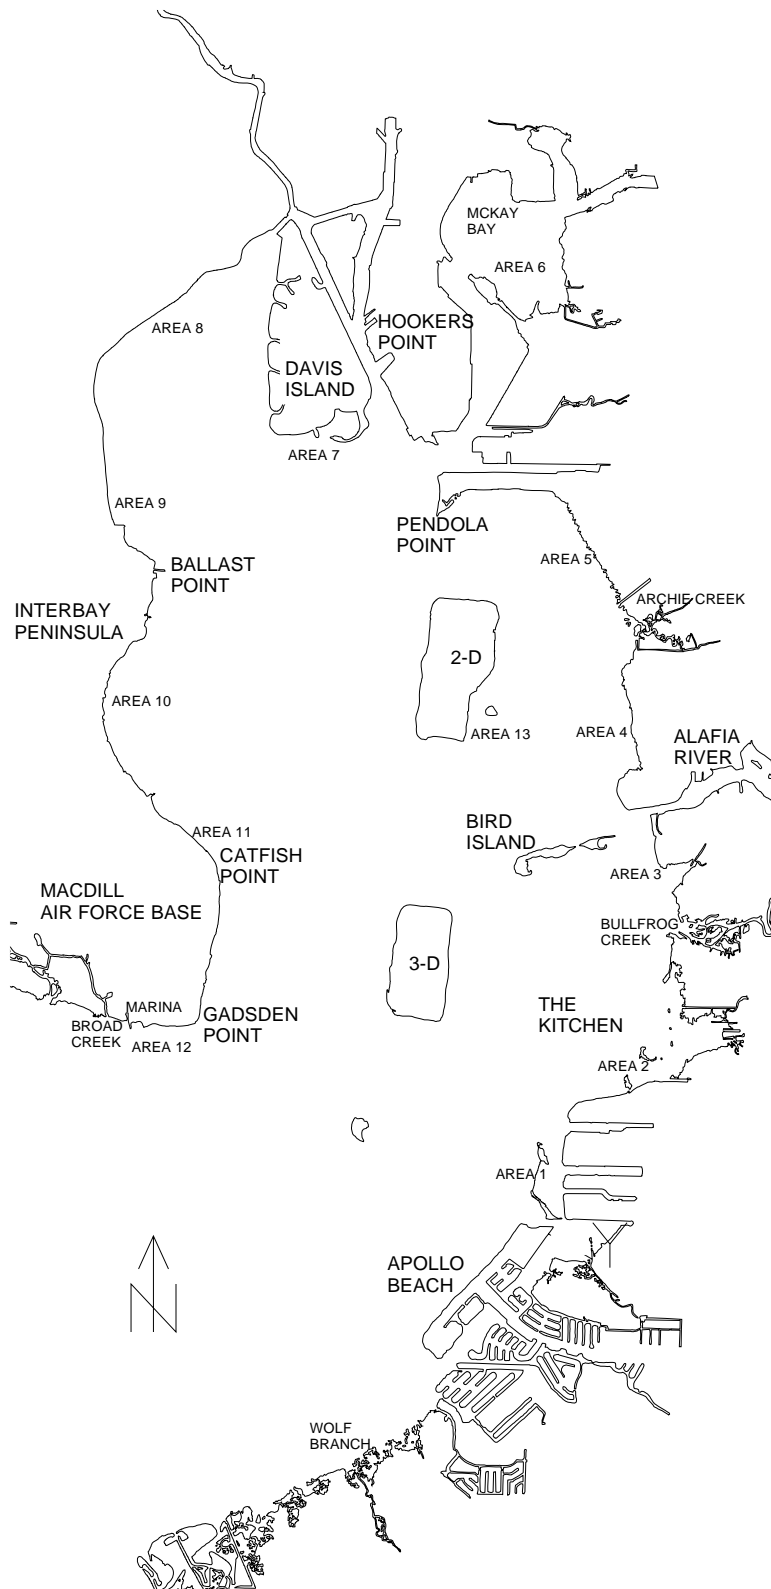 MCKAY
BAY
AREA 6
AREA 8
HOOKERS
POINT
DAVIS
ISLAND
AREA 7
AREA 9
PENDOLA
POINT
BALLAST
POINT
AREA 5
INTERBAY
PENINSULA
ARCHIE CREEK
2-D
AREA 10
AREA 13
AREA 4
ALAFIA
RIVER
BIRD
ISLAND
AREA 11
CATFISH
POINT
AREA 3
MACDILL
AIR FORCE BASE
BULLFROG
CREEK
3-D
MARINA
BROAD
CREEK
GADSDEN
POINT
THE
KITCHEN
AREA 12
AREA 2
AREA 1
APOLLO
BEACH
N
WOLF
BRANCH